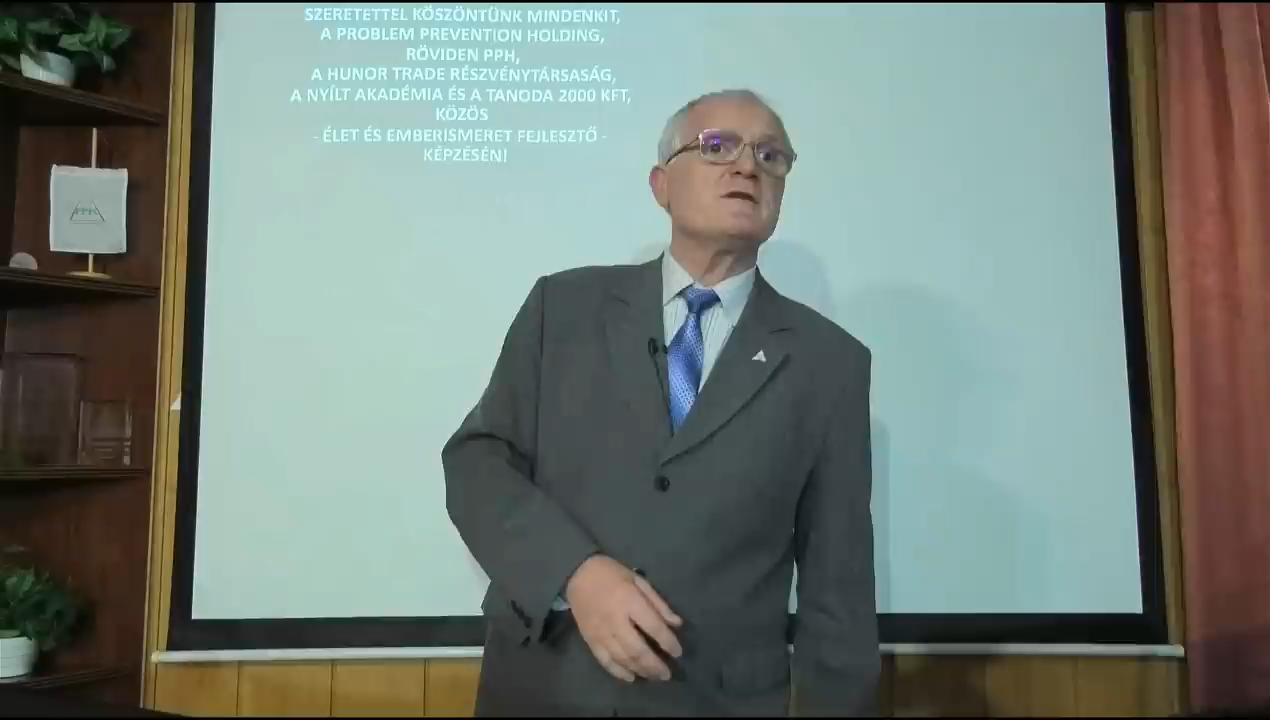 SZERETETTEL KÖSZÖNTÜNK MINDENKIT,
A PROBLEM PREVENTION HOLDING,
RÖVIDEN PPH,
A HUNOR TRADE RÉSZVÉNYTÁRSASÁG,
A NYÍLT AKADÉMIA ÉS A TANODA 2000 KFT,
KÖZÖS
- ÉLET ÉS EMBERISMERET FEJLESZTŐ -
KÉPZÉSÉN!
PPH